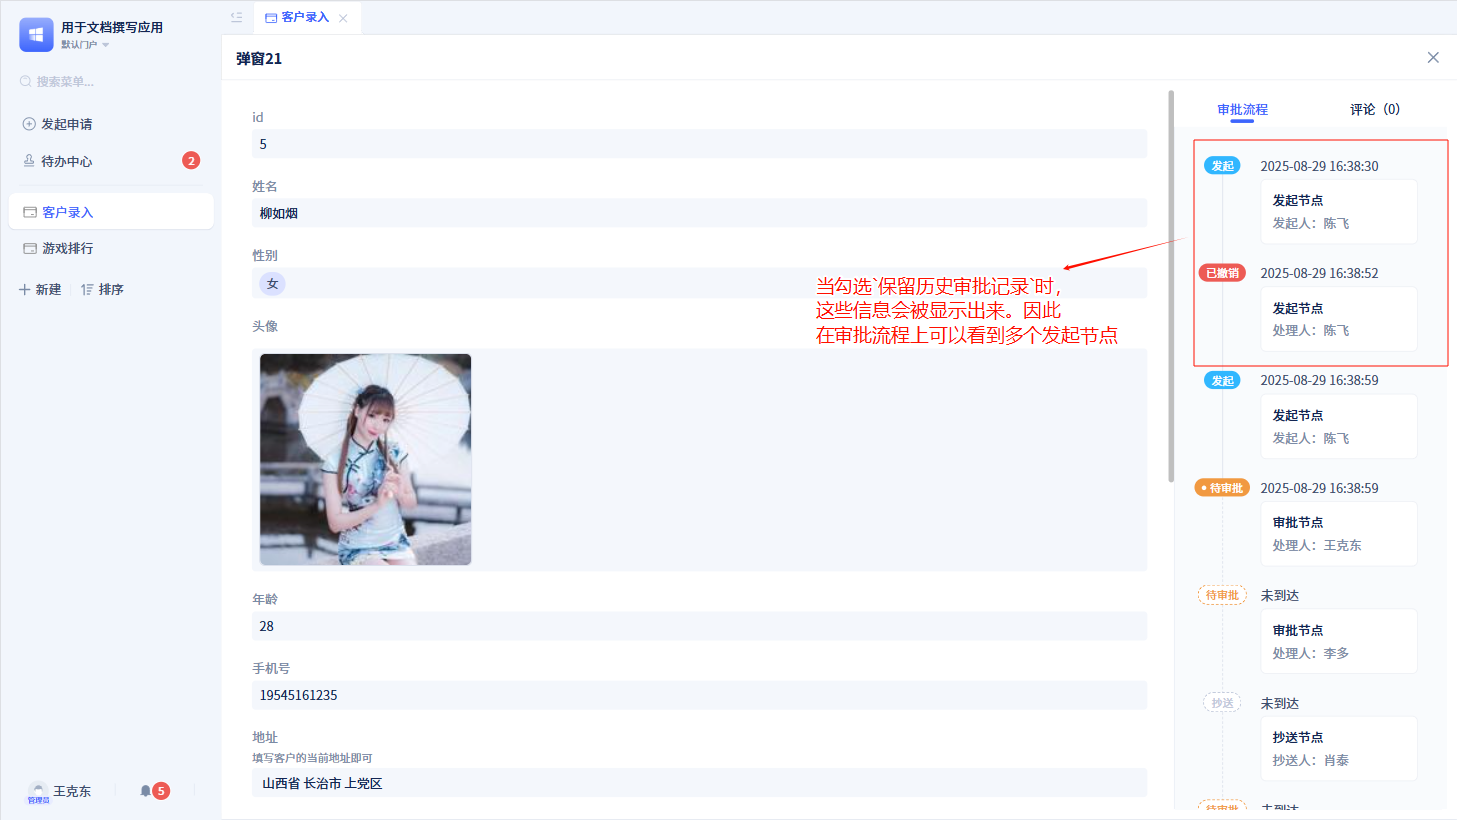 用于文档撰写应用
默认门户
搜索菜单...
发起申请
待办中心
2
客户录入
游戏排行
新建
排序
管理员
王克东
5
客户录入
弹窗21
id
5
姓名
柳如烟
性别
女
头像
年龄
28
手机号
19545161235
地址
填写客户的当前地址即可
山西省 长治市 上党区
当勾选`保留历史审批记录`时，
这些信息会被显示出来。因此
在审批流程上可以看到多个发起节点
审批流程
评论（0）
发起
2025-08-29 16:38:30
发起节点
发起人：陈飞
已撤销
2025-08-29 16:38:52
发起节点
处理人：陈飞
发起
2025-08-29 16:38:59
发起节点
发起人：陈飞
待审批
2025-08-29 16:38:59
审批节点
处理人：王克东
待审批
未到达
审批节点
处理人：李多
抄送
未到达
抄送节点
抄送人：肖泰
待审批
未到达